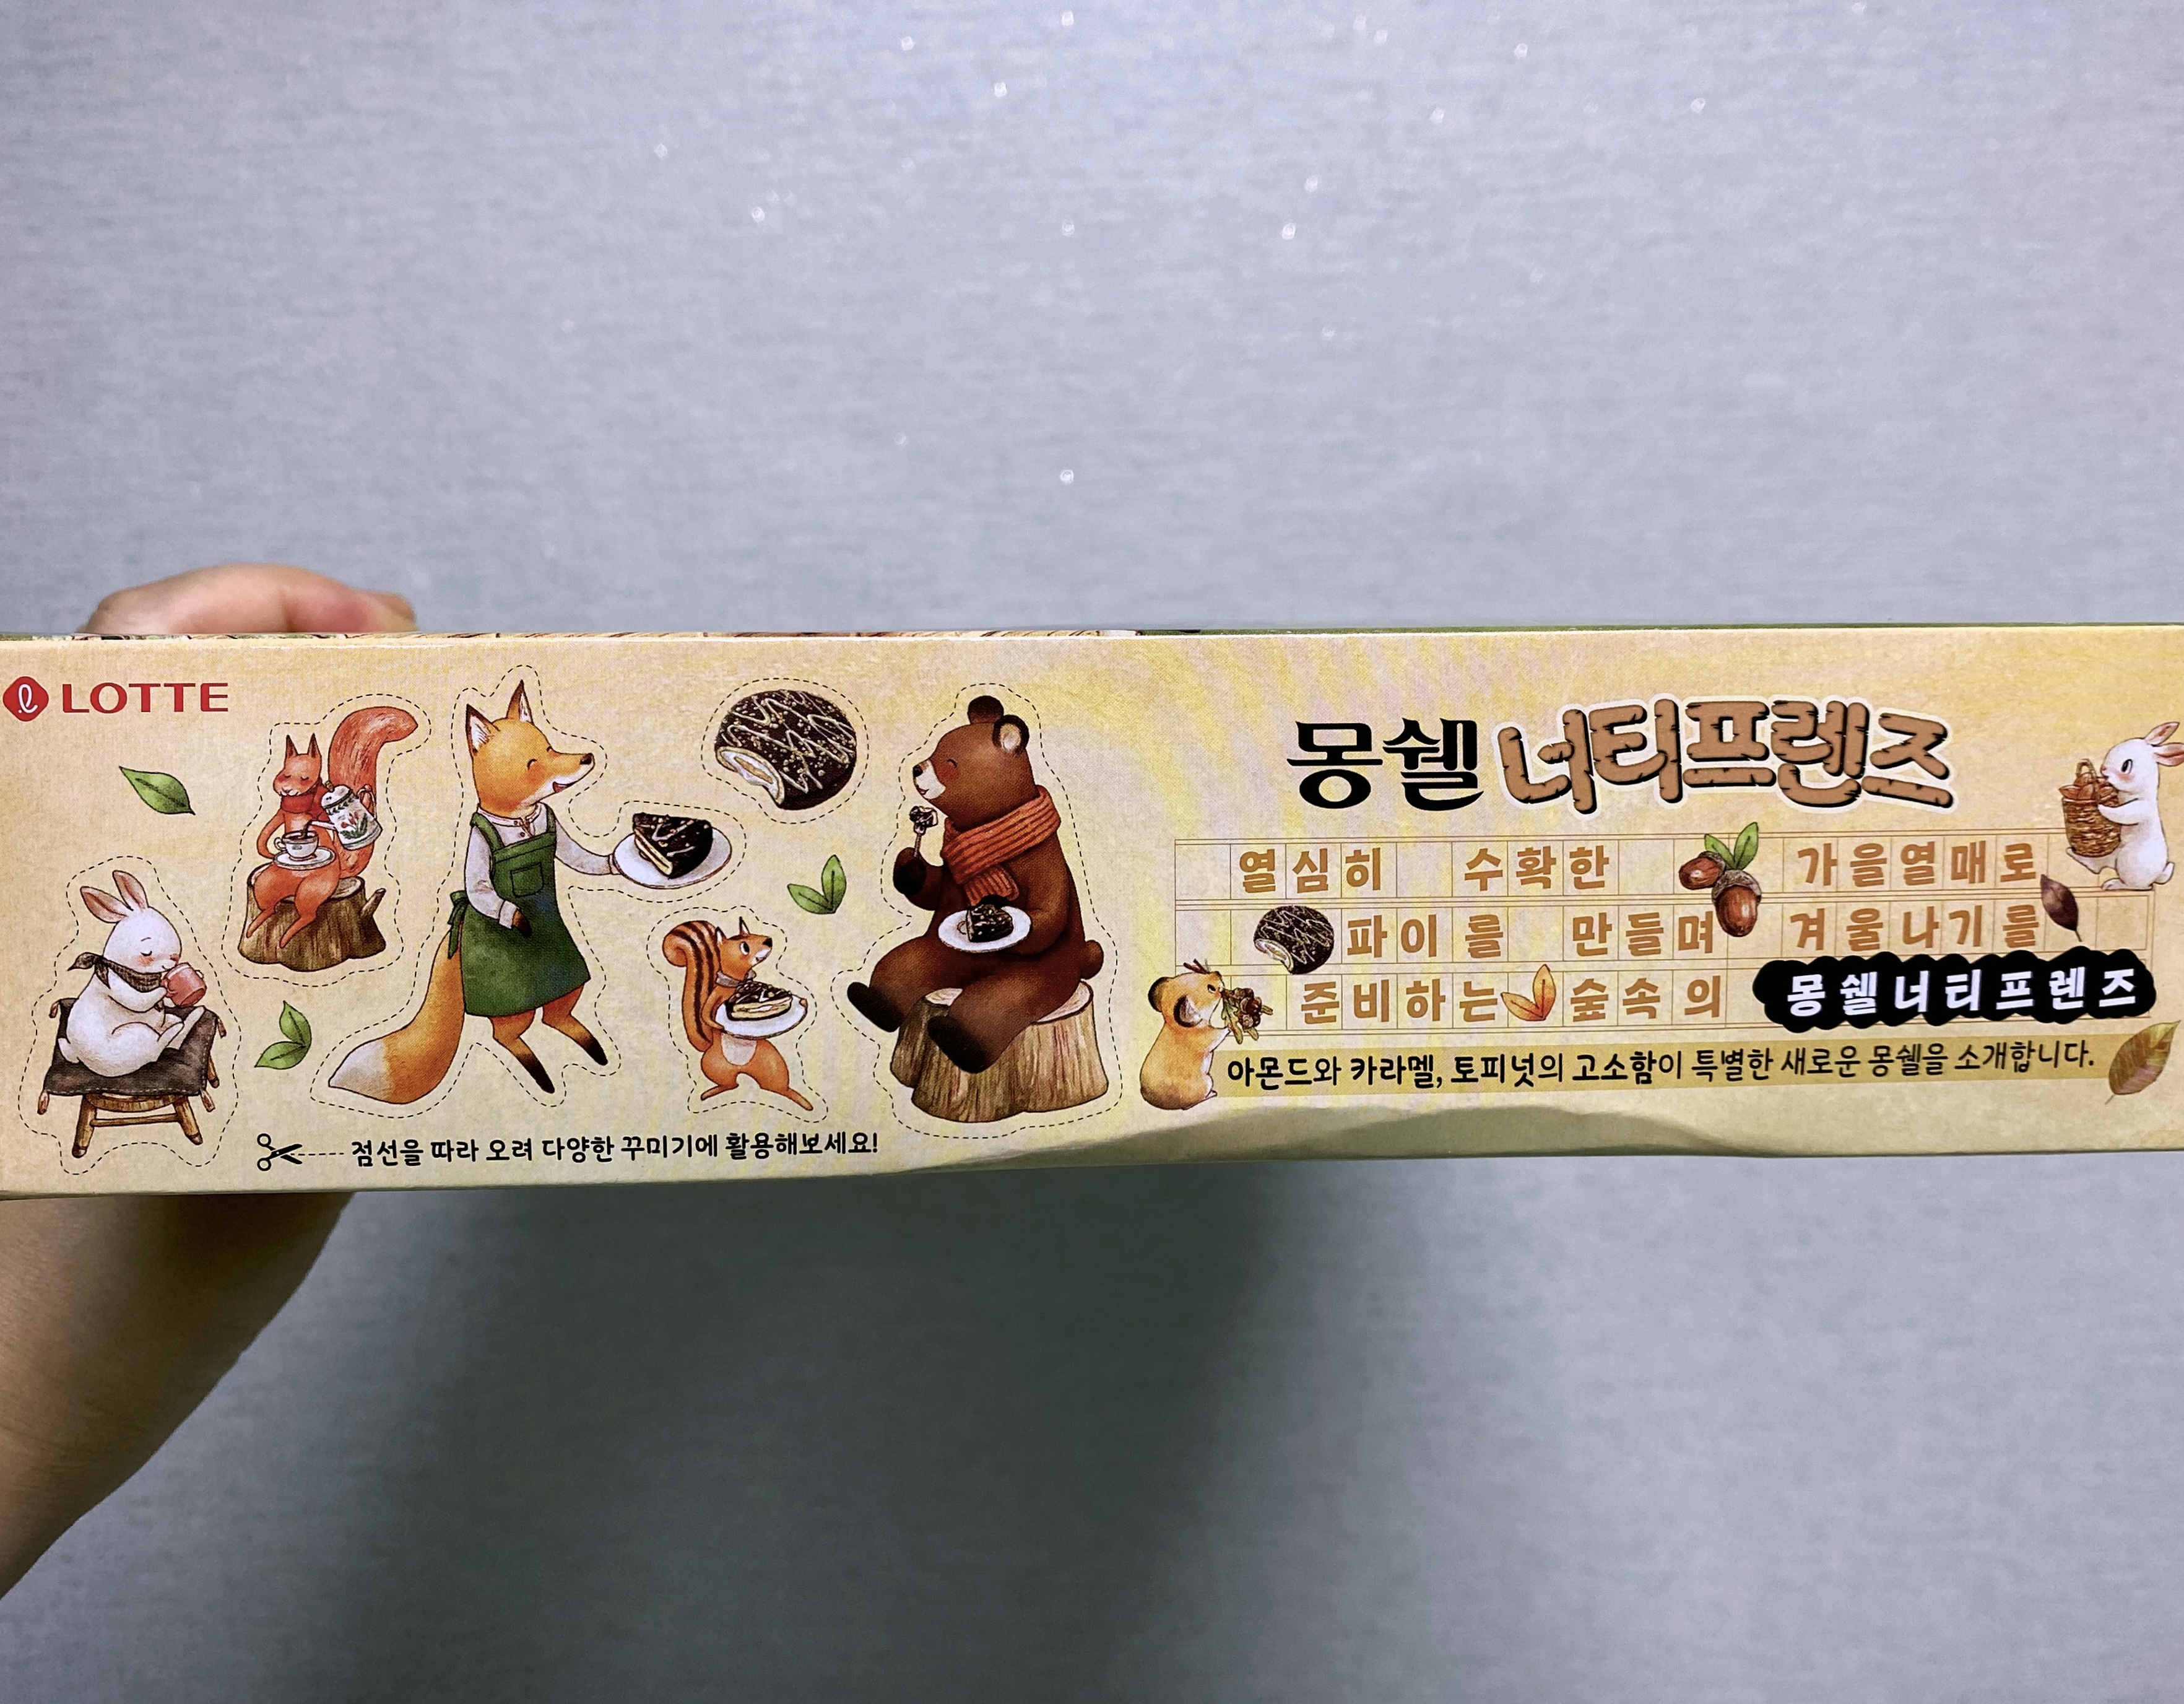 LOTTE
점선을 따라 오려 다양한 꾸미기에 활용해보세요!
몽쉘 너티프렌즈
열심히 수확한 가을열매로
파이를 만들며 겨울나기를
준비하는 숲속의 몽쉘너티프렌즈
아몬드와 카라멜, 토피넛의 고소함이 특별한 새로운 몽쉘을 소개합니다.